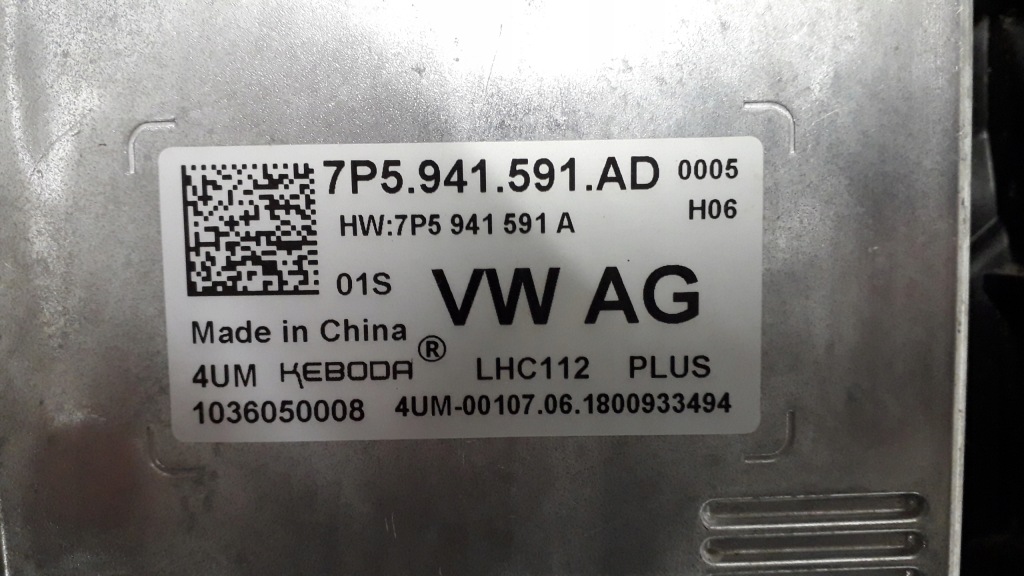 7P5.941.591.AD 0005
HW:7P5 941 591 A H06
01S VW AG
Made in China
4UM KEBODA® LHC112 PLUS
1036050008 4UM-00107.06.1800933494